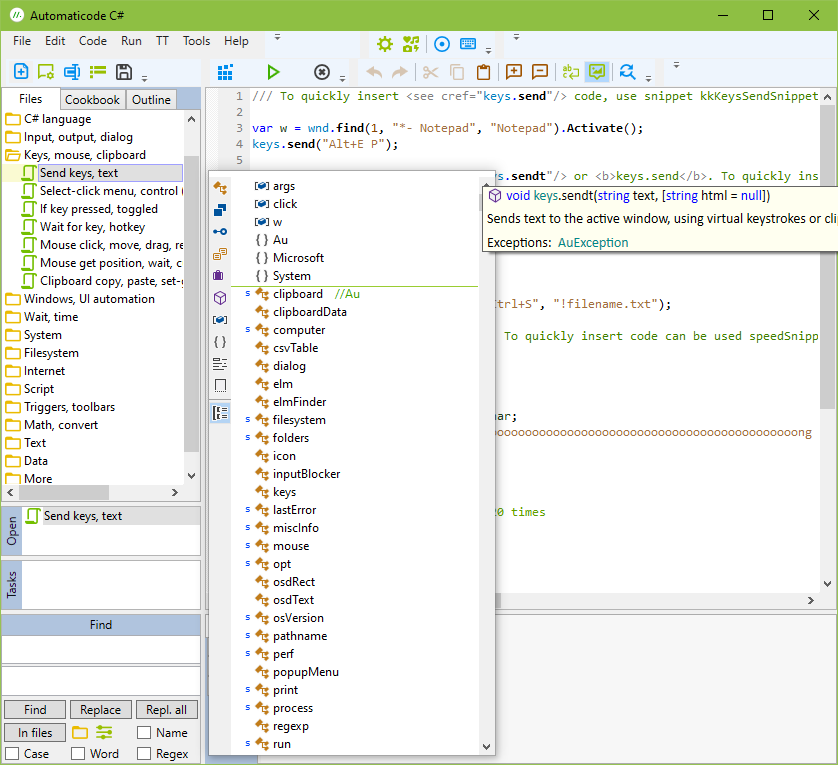 Automaticode C#
File Edit Code Run TT Tools Help
Files Cookbook Outline
C# language
Input, output, dialog
Keys, mouse, clipboard
Send keys, text
Select-click menu, control (
If key pressed, toggled
Wait for key, hotkey
Mouse click, move, drag, re
Mouse get position, wait, c
Clipboard copy, paste, set-g
Windows, UI automation
Wait, time
System
Filesystem
Internet
Script
Triggers, toolbars
Math, convert
Text
Data
More
Open
Send keys, text
Tasks
Find
Find Replace Repl. all
In files Name
Case Word Regex
1 /// To quickly insert <see cref="keys.send"/> code, use snippet kkKeysSendSnippet
2
3 var w = wnd.find(1, "*- Notepad", "Notepad").Activate();
4 keys.send("Alt+E P");
5
s.sendt"/> or <b>keys.send</b>. To quickly ins
void keys.sendt(string text, [string html = null])
Sends text to the active window, using virtual keystrokes or cli
Exceptions: AuException
trl+S", "!filename.txt");
To quickly insert code can be used speedSnipp
ar;
ooooooooooooooooooooooooooooooooooooooooooooong
0 times
args
click
w
{ } Au
{ } Microsoft
{ } System
s clipboard //Au
clipboardData
s computer
csvTable
dialog
elm
elmFinder
s filesystem
s folders
icon
inputBlocker
keys
s lastError
s miscInfo
s mouse
s opt
osdRect
osdText
s osVersion
s pathname
s perf
popupMenu
s print
s process
regexp
s run